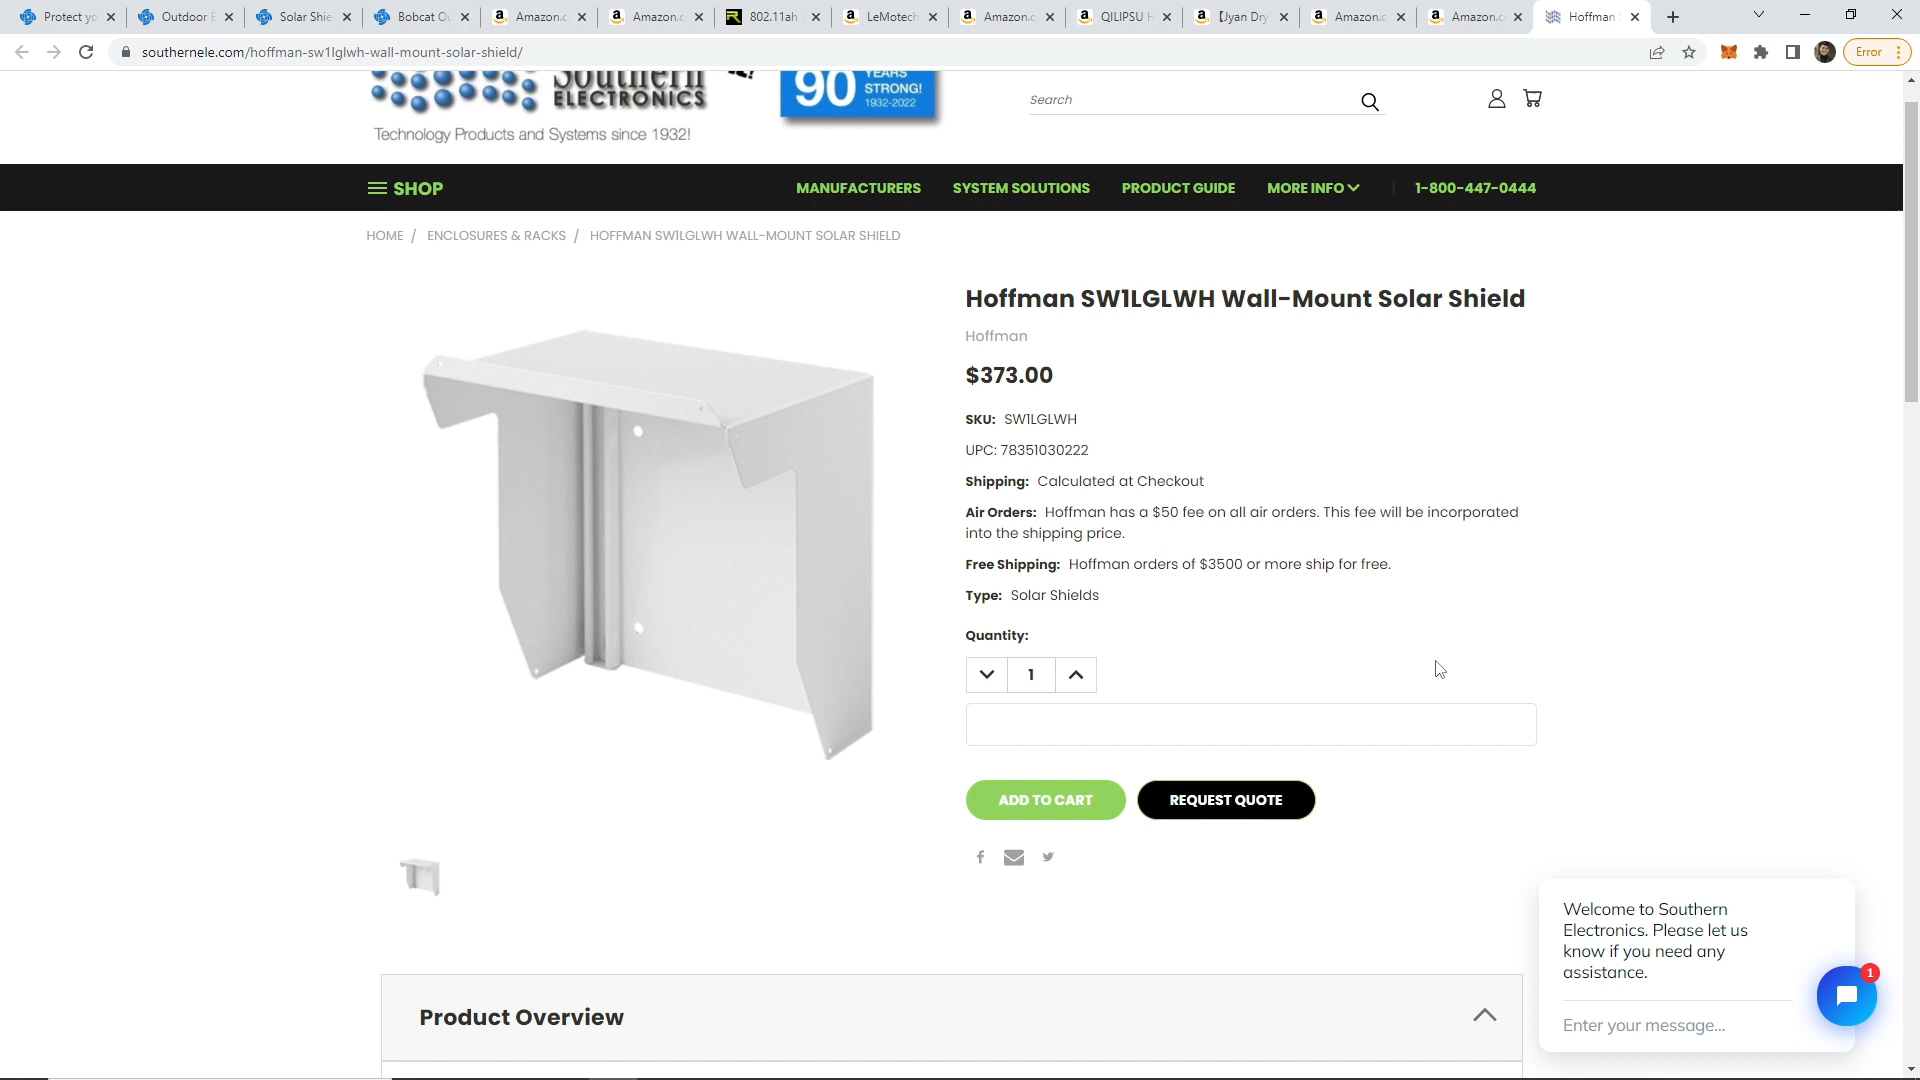 Protect yo
Outdoor E
Solar Shie
Bobcat Ou
Amazon.c
Amazon.c
802.11ah
LeMotech
Amazon.c
QILIPSU H
【Jyan Dry
Amazon.c
Amazon.c
Hoffman S
southernele.com/hoffman-sw1lglwh-wall-mount-solar-shield/
Error
Southern
ELECTRONICS
Technology Products and Systems since 1932!
90 YEARS
STRONG!
1932-2022
Search
SHOP
MANUFACTURERS
SYSTEM SOLUTIONS
PRODUCT GUIDE
MORE INFO
1-800-447-0444
HOME / ENCLOSURES & RACKS / HOFFMAN SW1LGLWH WALL-MOUNT SOLAR SHIELD
Hoffman SW1LGLWH Wall-Mount Solar Shield
Hoffman
$373.00
SKU: SW1LGLWH
UPC: 78351030222
Shipping: Calculated at Checkout
Air Orders: Hoffman has a $50 fee on all air orders. This fee will be incorporated
into the shipping price.
Free Shipping: Hoffman orders of $3500 or more ship for free.
Type: Solar Shields
Quantity:
1
ADD TO CART
REQUEST QUOTE
Product Overview
Welcome to Southern
Electronics. Please let us
know if you need any
assistance.
1
Enter your message...